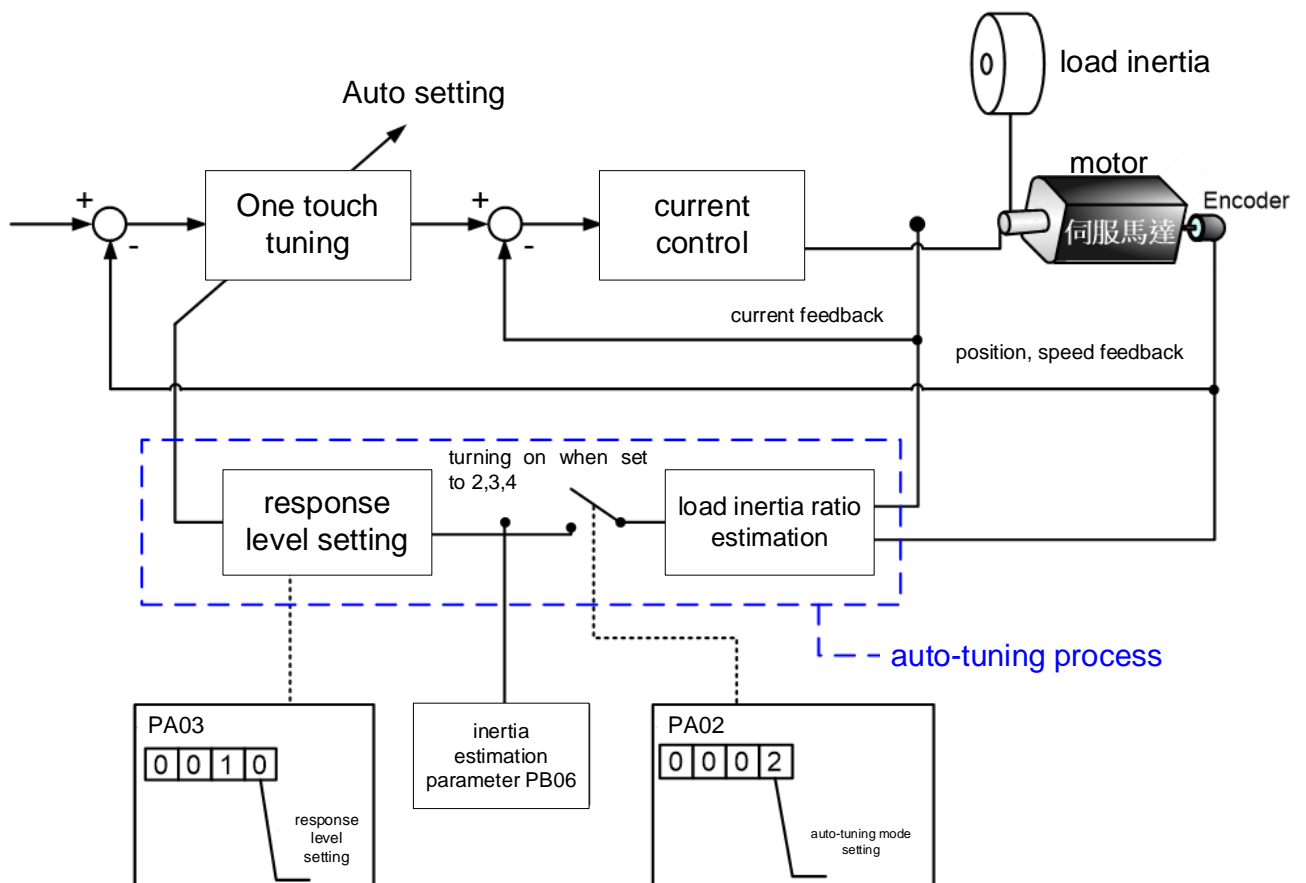 load inertia
Auto setting
motor
Encoder
+
-
One touch
tuning
+
-
current
control
伺服馬達
current feedback
position, speed feedback
turning on when set
to 2,3,4
response
level setting
load inertia ratio
estimation
auto-tuning process
PA03
0 0 1 0
response
level
setting
inertia
estimation
parameter PB06
PA02
0 0 0 2
auto-tuning mode
setting